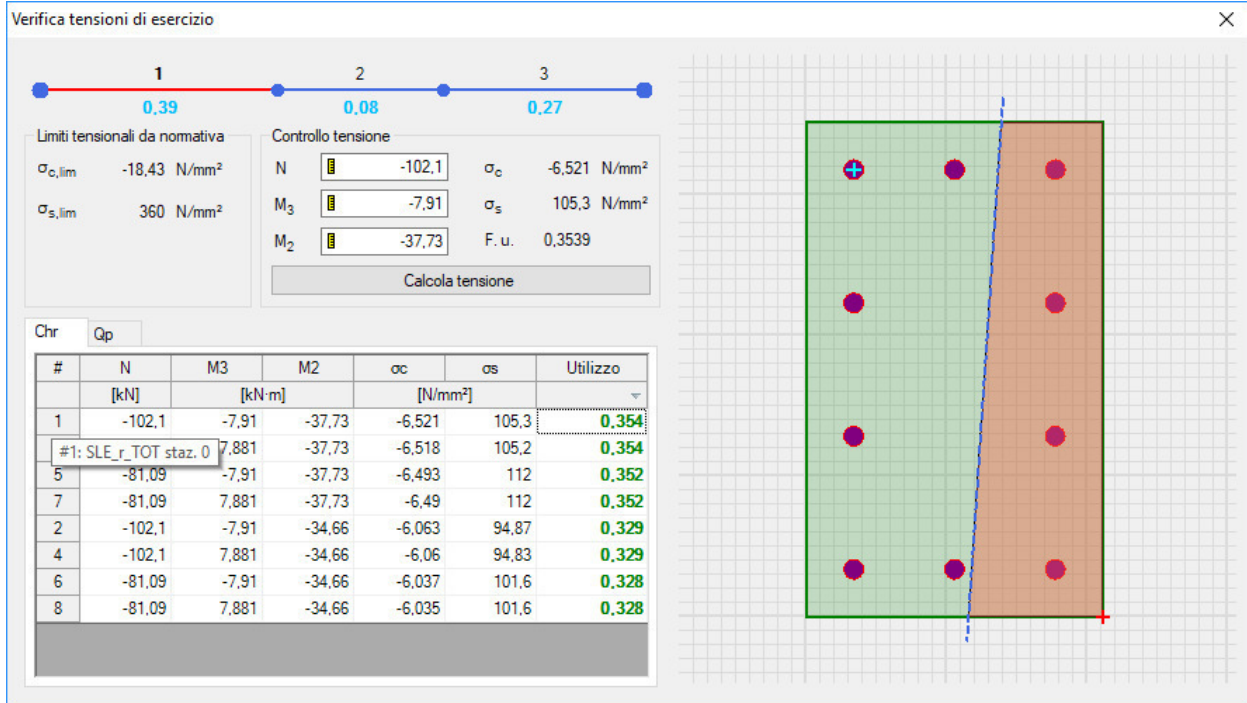 Verifica tensioni di esercizio
1 2 3
0,39 0,08 0,27
Limiti tensionali da normativa
σc,lim -18,43 N/mm²
σs,lim 360 N/mm²
Controllo tensione
N -102,1 σc -6,521 N/mm²
M3 -7,91 σs 105,3 N/mm²
M2 -37,73 F. u. 0,3539
Calcola tensione
Chr Qp
# N M3 M2 σc σs Utilizzo
[kN] [kN·m] [N/mm²]
1 -102,1 -7,91 -37,73 -6,521 105,3 0,354
#1: SLE_r_TOT staz. 0 7,881 -37,73 -6,518 105,2 0,354
5 -81,09 -7,91 -37,73 -6,493 112 0,352
7 -81,09 7,881 -37,73 -6,49 112 0,352
2 -102,1 -7,91 -34,66 -6,063 94,87 0,329
4 -102,1 7,881 -34,66 -6,06 94,83 0,329
6 -81,09 -7,91 -34,66 -6,037 101,6 0,328
8 -81,09 7,881 -34,66 -6,035 101,6 0,328